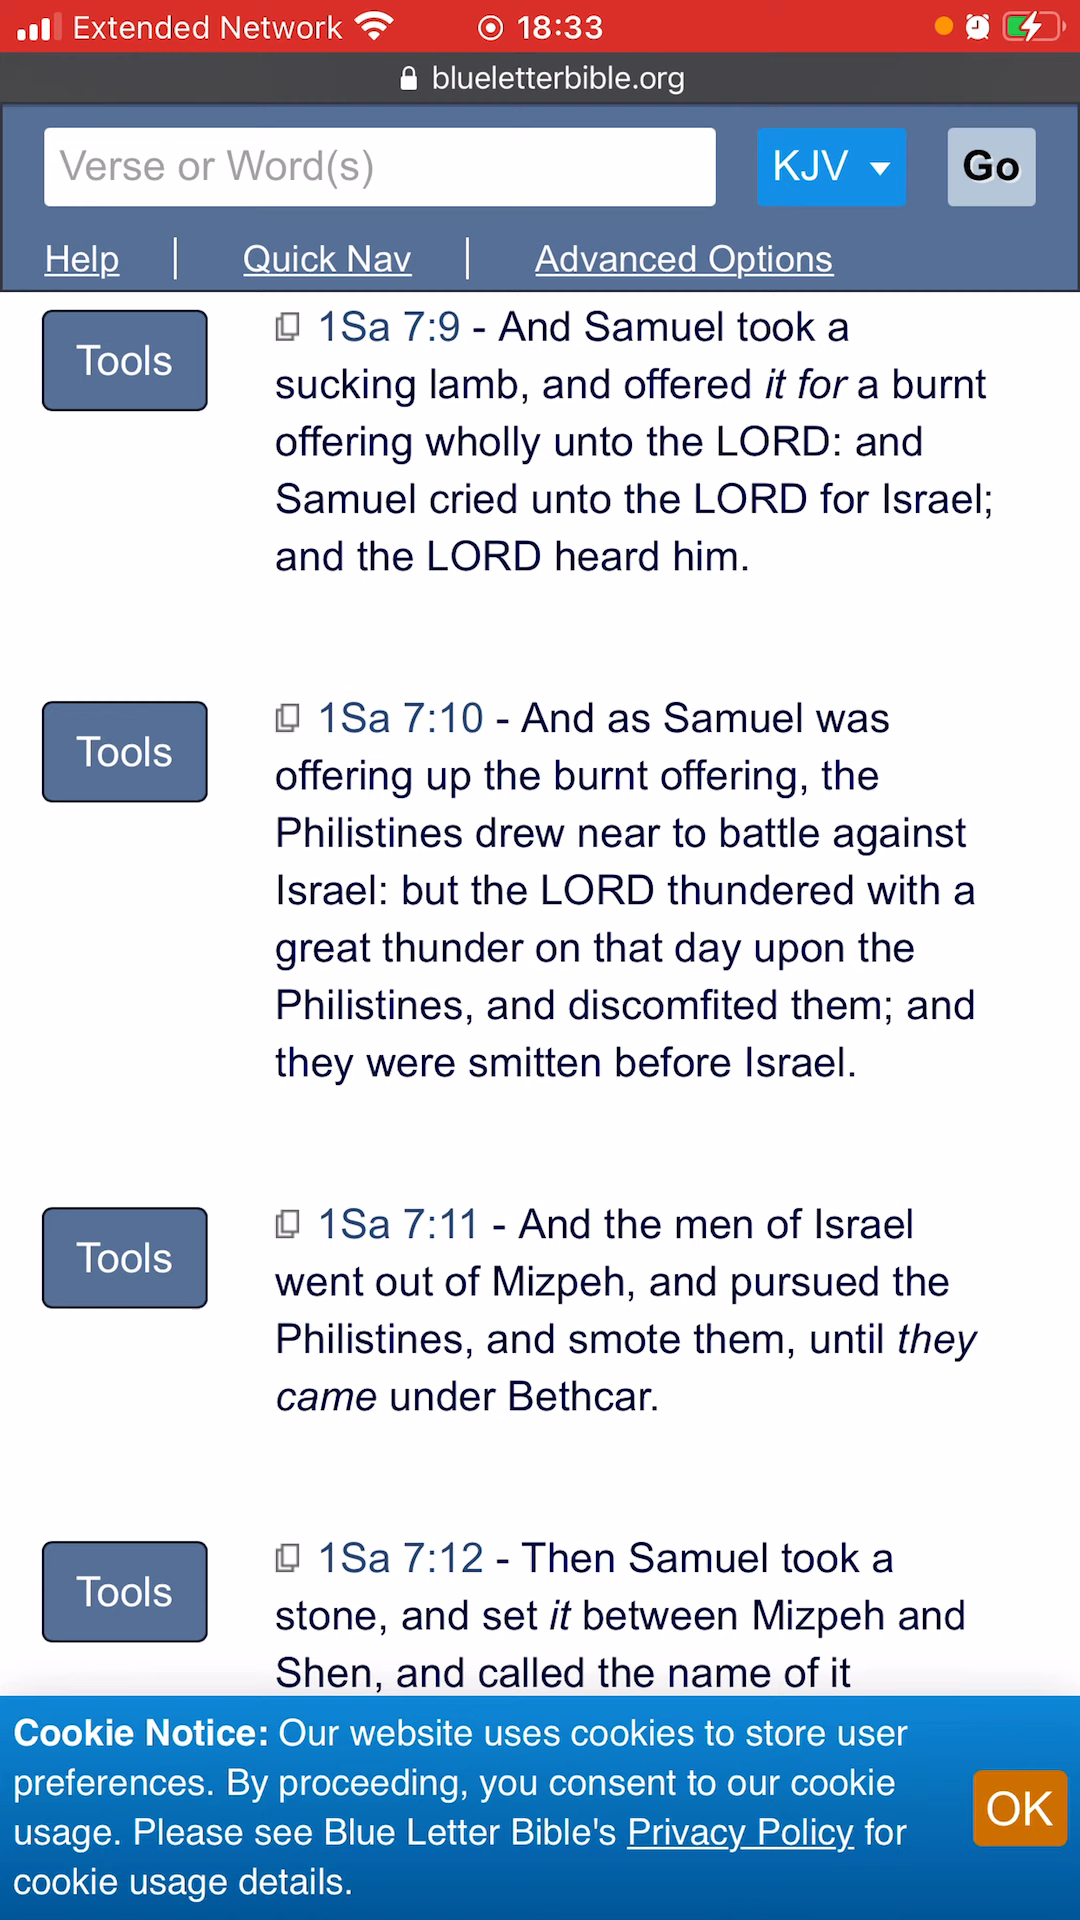 Extended Network 18:33
blueletterbible.org
Verse or Word(s) KJV Go
Help | Quick Nav | Advanced Options
Tools 1Sa 7:9 - And Samuel took a
sucking lamb, and offered it for a burnt
offering wholly unto the LORD: and
Samuel cried unto the LORD for Israel;
and the LORD heard him.
Tools 1Sa 7:10 - And as Samuel was
offering up the burnt offering, the
Philistines drew near to battle against
Israel: but the LORD thundered with a
great thunder on that day upon the
Philistines, and discomfited them; and
they were smitten before Israel.
Tools 1Sa 7:11 - And the men of Israel
went out of Mizpeh, and pursued the
Philistines, and smote them, until they
came under Bethcar.
Tools 1Sa 7:12 - Then Samuel took a
stone, and set it between Mizpeh and
Shen, and called the name of it
Cookie Notice: Our website uses cookies to store user
preferences. By proceeding, you consent to our cookie
usage. Please see Blue Letter Bible's Privacy Policy for
cookie usage details.
OK